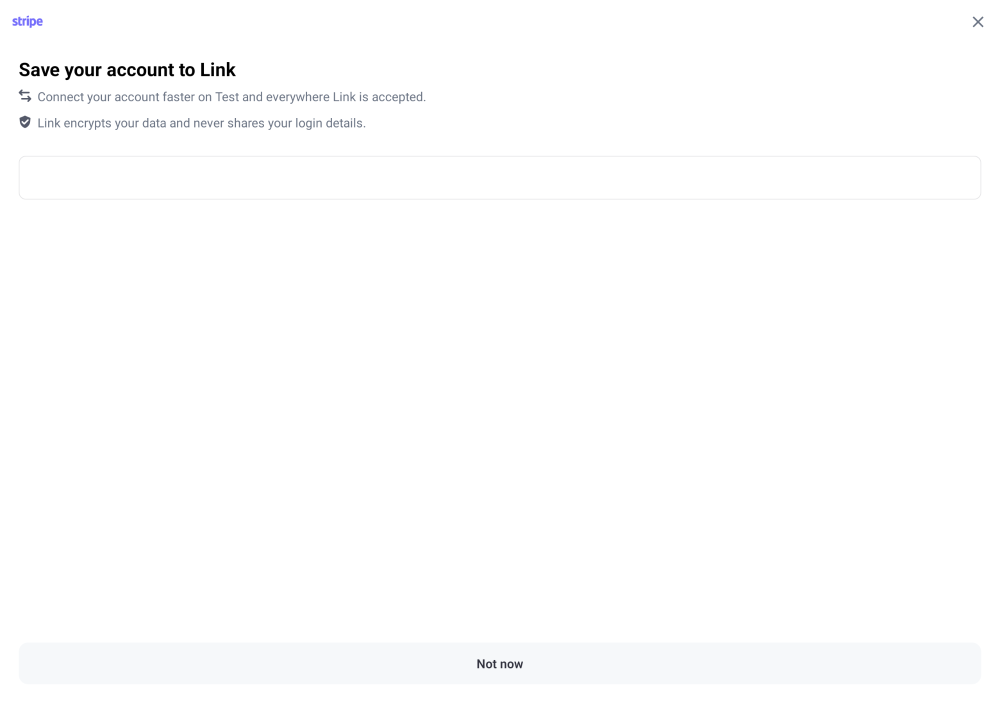 stripe
Save your account to Link
Connect your account faster on Test and everywhere Link is accepted.
Link encrypts your data and never shares your login details.
Not now